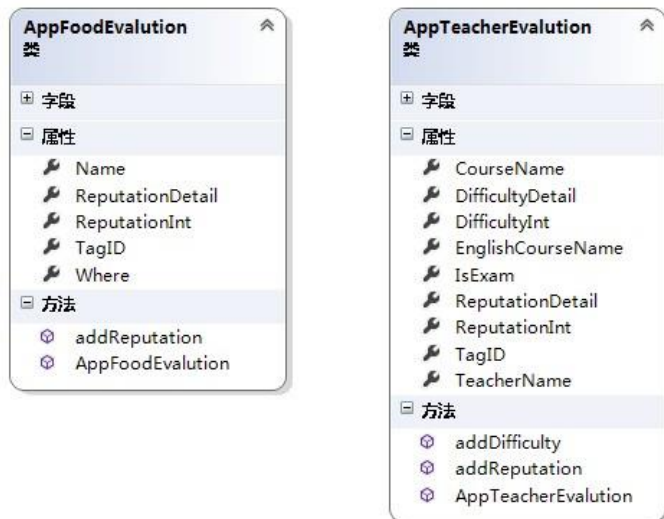 AppFoodEvalution
类
字段
属性
Name
ReputationDetail
ReputationInt
TagID
Where
方法
addReputation
AppFoodEvalution
AppTeacherEvalution
类
字段
属性
CourseName
DifficultyDetail
DifficultyInt
EnglishCourseName
IsExam
ReputationDetail
ReputationInt
TagID
TeacherName
方法
addDifficulty
addReputation
AppTeacherEvalution